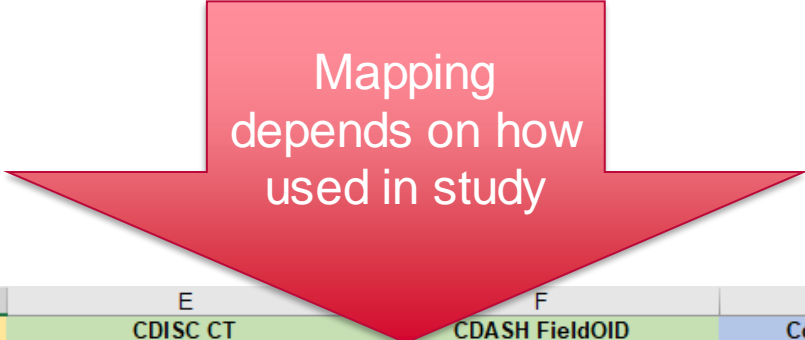 Mapping
depends on how
used in study
E F
CDISC CT CDASH FieldOID